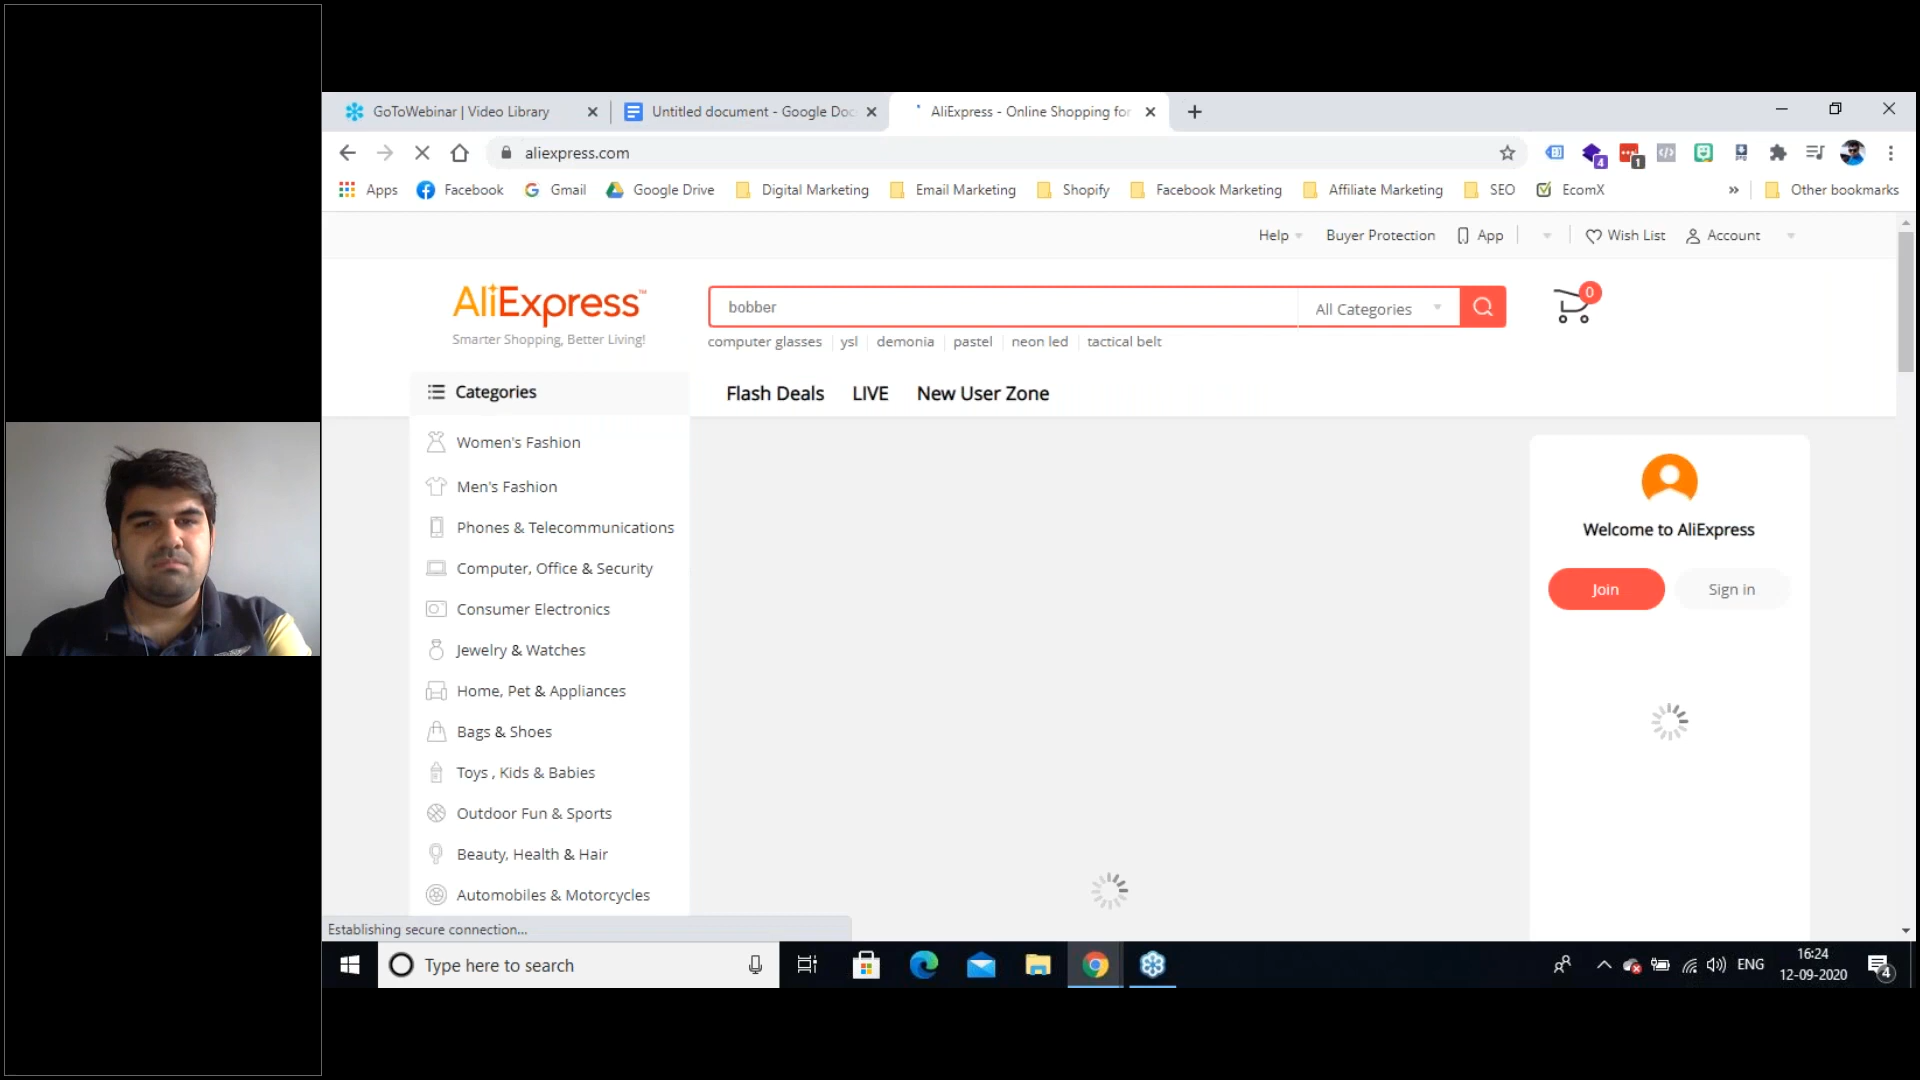 GoToWebinar | Video Library
Untitled document - Google Doc
AliExpress - Online Shopping for
aliexpress.com
4
1
Apps
Facebook
Gmail
Google Drive
Digital Marketing
Email Marketing
Shopify
Facebook Marketing
Affiliate Marketing
SEO
EcomX
»
Other bookmarks
Help
Buyer Protection
App
Wish List
Account
AliExpress™
Smarter Shopping, Better Living!
bobber
All Categories
0
computer glasses
ysl
demonia
pastel
neon led
tactical belt
Categories
Flash Deals
LIVE
New User Zone
Women's Fashion
Men's Fashion
Phones & Telecommunications
Computer, Office & Security
Consumer Electronics
Jewelry & Watches
Home, Pet & Appliances
Bags & Shoes
Toys , Kids & Babies
Outdoor Fun & Sports
Beauty, Health & Hair
Automobiles & Motorcycles
Welcome to AliExpress
Join
Sign in
Establishing secure connection...
Type here to search
ENG
16:24
12-09-2020
4